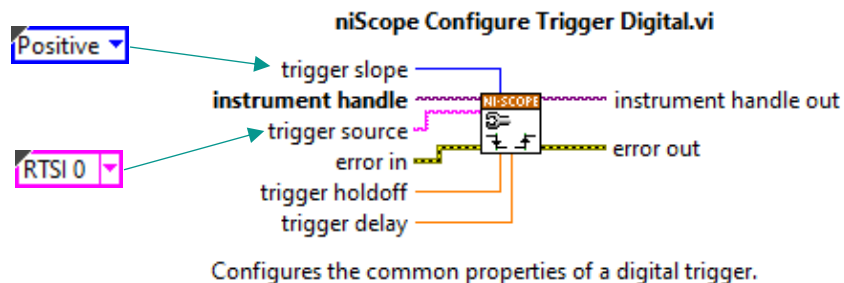 niScope Configure Trigger Digital.vi
Positive
trigger slope
instrument handle
NI-SCOPE
instrument handle out
trigger source
RTSI 0
error in
error out
trigger holdoff
trigger delay
Configures the common properties of a digital trigger.